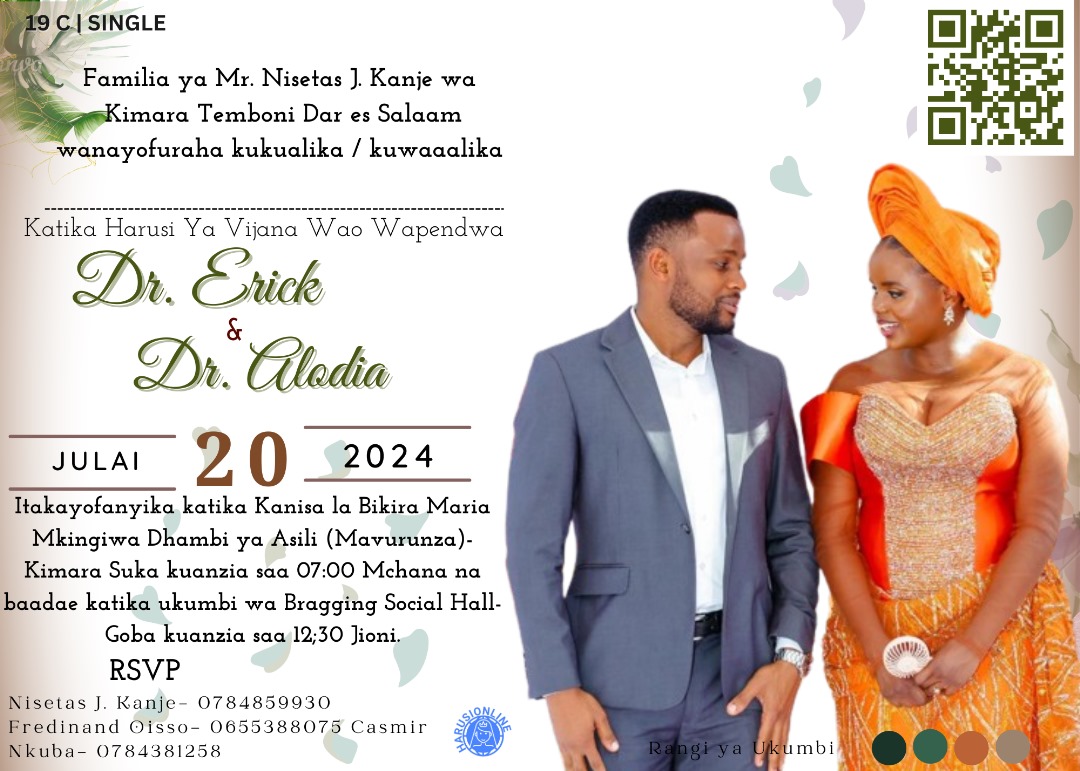 19 C | SINGLE
Familia ya Mr. Nisetas J. Kanje wa
Kimara Temboni Dar es Salaam
wanayofuraha kukualika / kuwaaalika
Katika Harusi Ya Vijana Wao Wapendwa
Dr. Erick
&
Dr. Alodia
JULAI 20 2024
Itakayofanyika katika Kanisa la Bikira Maria
Mkingiwa Dhambi ya Asili (Mavurunza)-
Kimara Suka kuanzia saa 07:00 Mchana na
baadae katika ukumbi wa Bragging Social Hall-
Goba kuanzia saa 12;30 Jioni.
RSVP
Nisetas J. Kanje- 0784859930
Fredinand Oisso- 0655388075 Casmir
Nkuba- 0784381258
HARUSIONLINE
Rangi ya Ukumbi